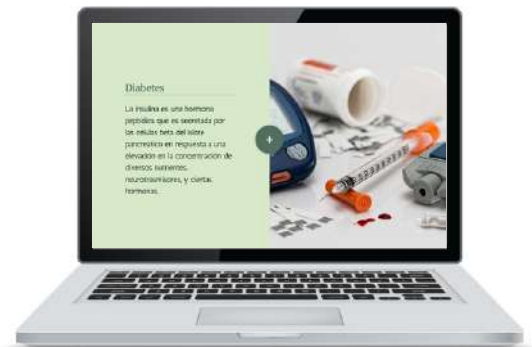 Diabetes
La insulina es una hormona
peptídica que es secretada por
las células beta del islote
pancreático en respuesta a una
elevación en la concentración de
diversos nutrientes,
neurotransmisores, y ciertas
hormonas.